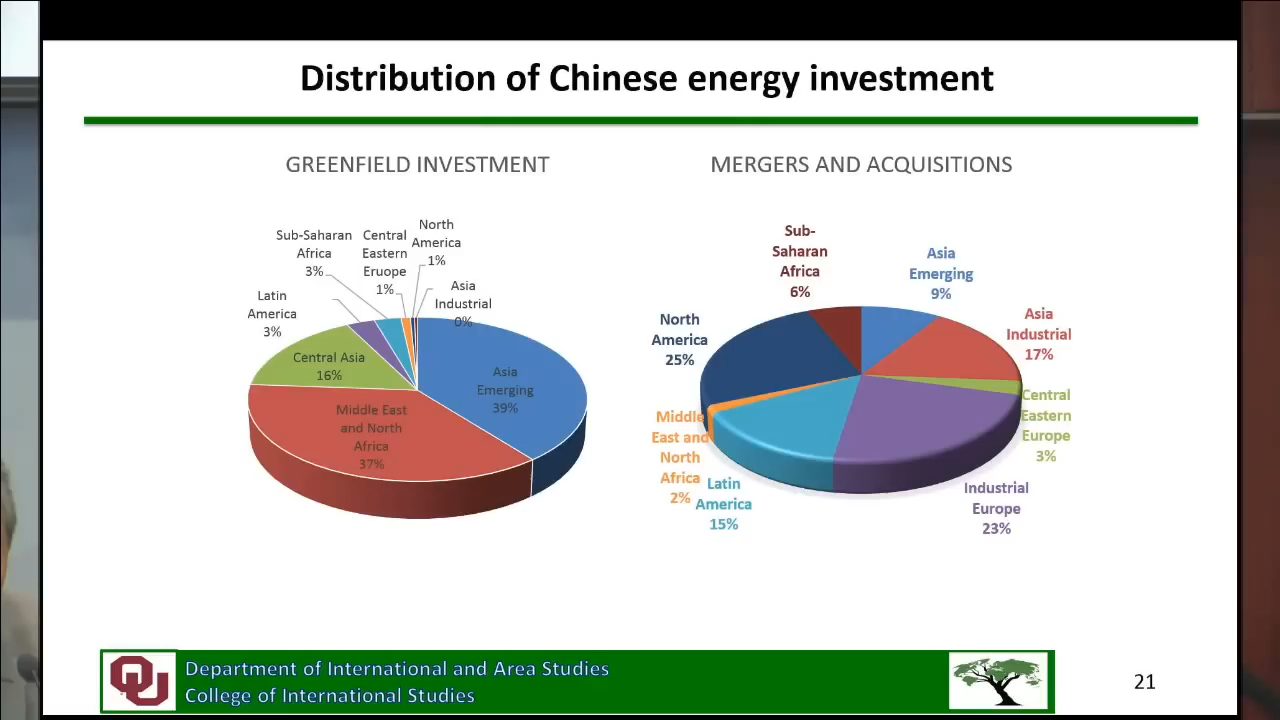 Distribution of Chinese energy investment
GREENFIELD INVESTMENT
North
America
1%
Sub-Saharan
Africa
3%
Central
Eastern
Eruope
1%
Asia
Industrial
0%
Latin
America
3%
Central Asia
16%
Asia
Emerging
39%
Middle East
and North
Africa
37%
MERGERS AND ACQUISITIONS
Sub-
Saharan
Africa
6%
Asia
Emerging
9%
Asia
Industrial
17%
North
America
25%
Central
Eastern
Europe
3%
Middle
East and
North
Africa
2%
Latin
America
15%
Industrial
Europe
23%
OU
Department of International and Area Studies
College of International Studies
21